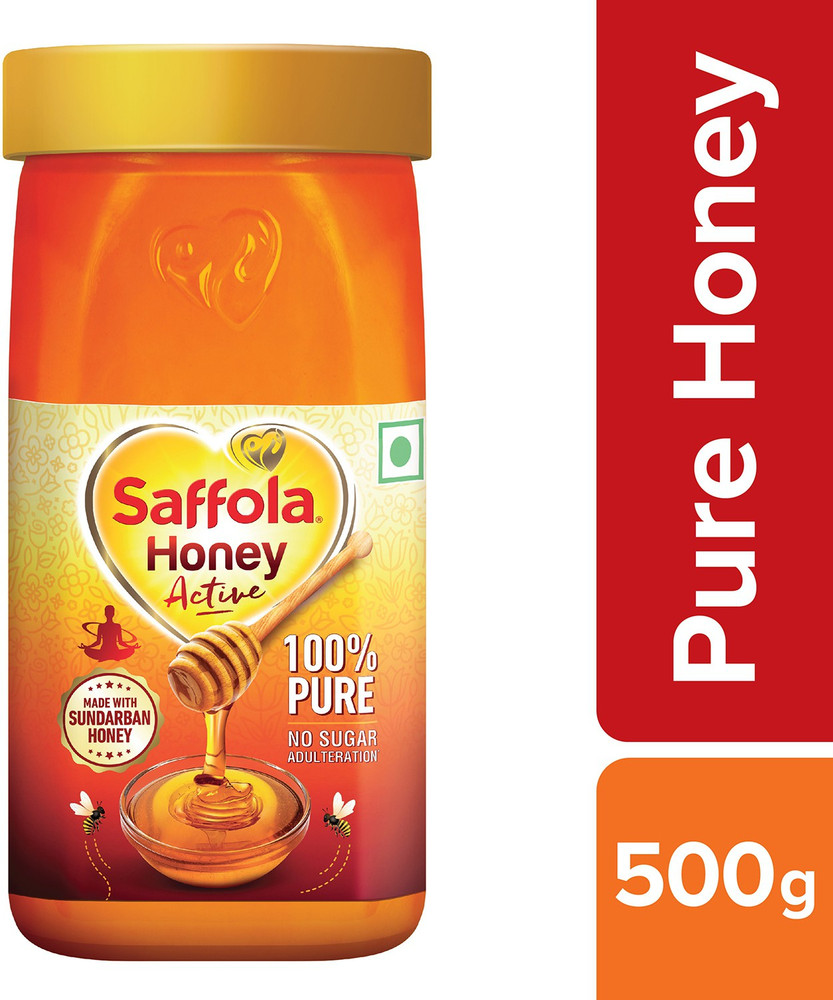 Saffola®
Honey
Active
100%
PURE
NO SUGAR
ADULTERATION
MADE WITH
SUNDARBAN
HONEY
Pure Honey
500g